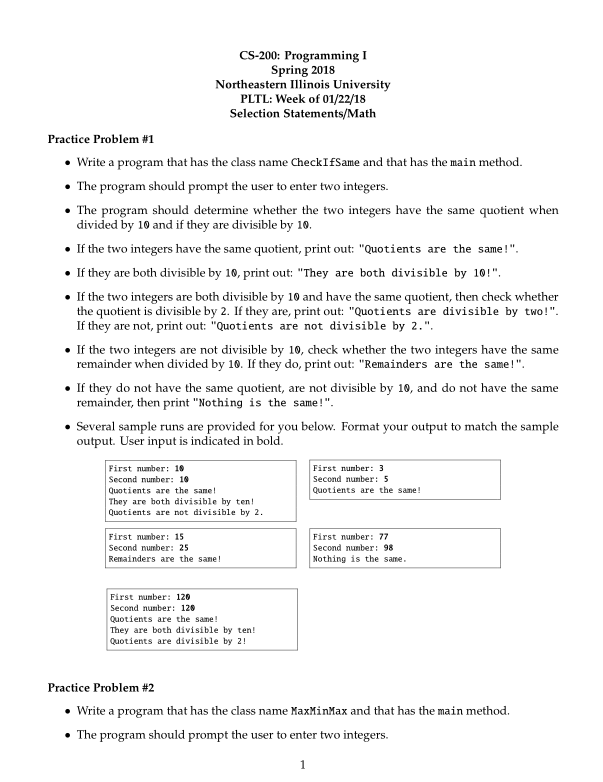 CS-200: Programming I
Spring 2018
Northeastern Illinois University
PLTL: Week of 01/22/18
Selection Statements/Math
Practice Problem #1
• Write a program that has the class name CheckIfSame and that has the main method.
• The program should prompt the user to enter two integers.
• The program should determine whether the two integers have the same quotient when
divided by 10 and if they are divisible by 10.
• If the two integers have the same quotient, print out: "Quotients are the same!".
• If they are both divisible by 10, print out: "They are both divisible by 10!".
• If the two integers are both divisible by 10 and have the same quotient, then check whether
the quotient is divisible by 2. If they are, print out: "Quotients are divisible by two!".
If they are not, print out: "Quotients are not divisible by 2.".
• If the two integers are not divisible by 10, check whether the two integers have the same
remainder when divided by 10. If they do, print out: "Remainders are the same!".
• If they do not have the same quotient, are not divisible by 10, and do not have the same
remainder, then print "Nothing is the same!".
• Several sample runs are provided for you below. Format your output to match the sample
output. User input is indicated in bold.
First number: 10
Second number: 10
Quotients are the same!
They are both divisible by ten!
Quotients are not divisible by 2.
First number: 3
Second number: 5
Quotients are the same!
First number: 15
Second number: 25
Remainders are the same!
First number: 77
Second number: 98
Nothing is the same.
First number: 120
Second number: 120
Quotients are the same!
They are both divisible by ten!
Quotients are divisible by 2!
Practice Problem #2
• Write a program that has the class name MaxMinMax and that has the main method.
• The program should prompt the user to enter two integers.
1